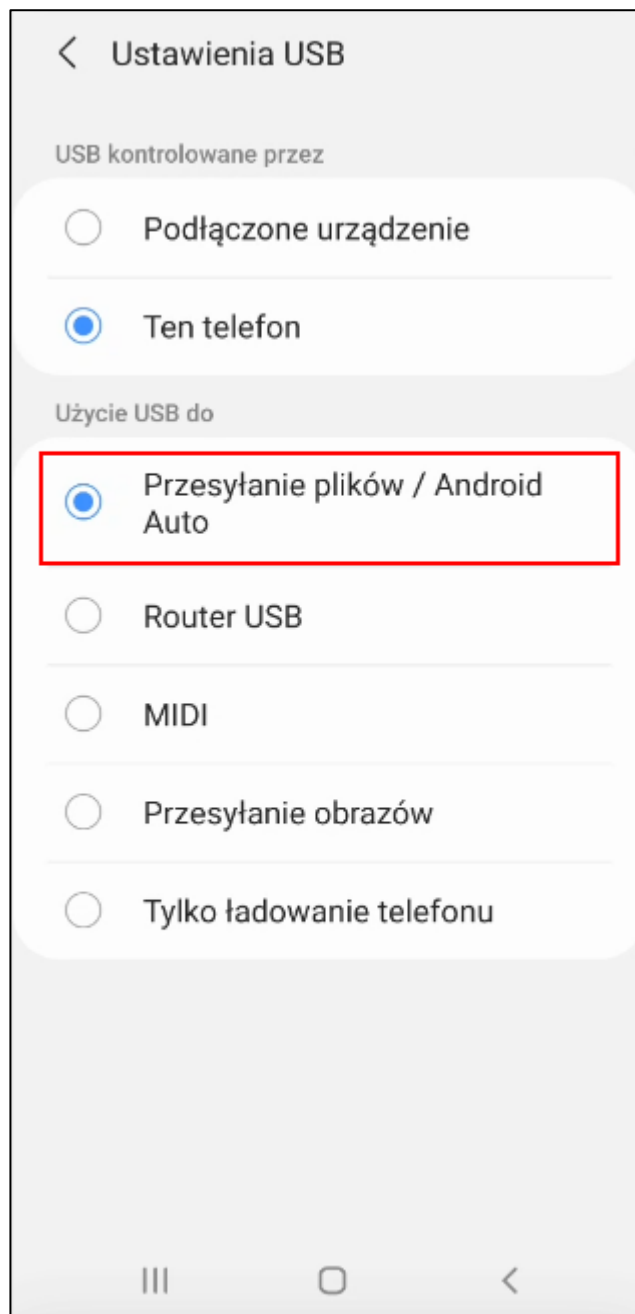 Ustawienia USB
USB kontrolowane przez
Podłączone urządzenie
Ten telefon
Użycie USB do
Przesyłanie plików / Android
Auto
Router USB
MIDI
Przesyłanie obrazów
Tylko ładowanie telefonu